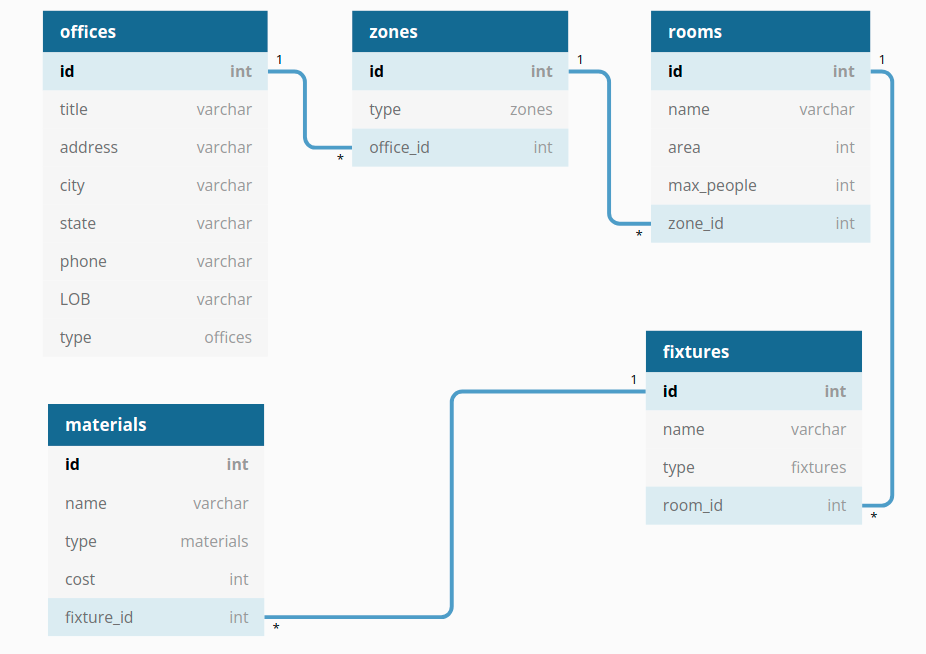 offices
id int
title varchar
address varchar
city varchar
state varchar
phone varchar
LOB varchar
type offices
1
*
zones
id int
type zones
office_id int
1
*
rooms
id int
name varchar
area int
max_people int
zone_id int
1
*
fixtures
id int
name varchar
type fixtures
room_id int
1
*
materials
id int
name varchar
type materials
cost int
fixture_id int